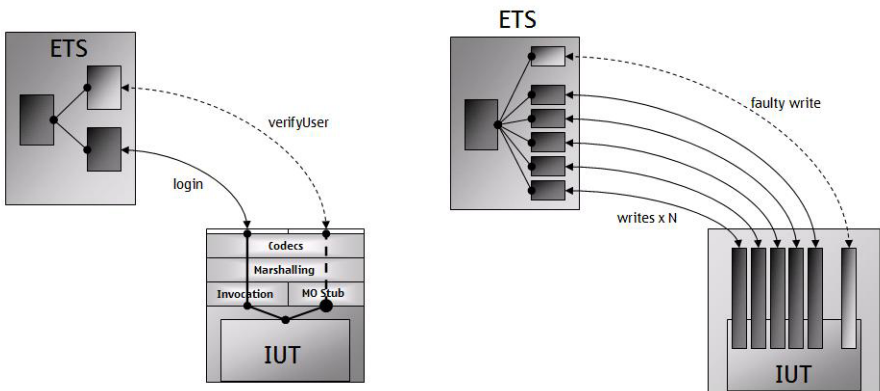 ETS
verifyUser
login
Codecs
Marshalling
Invocation
MO Stub
IUT
ETS
faulty write
writes x N
IUT